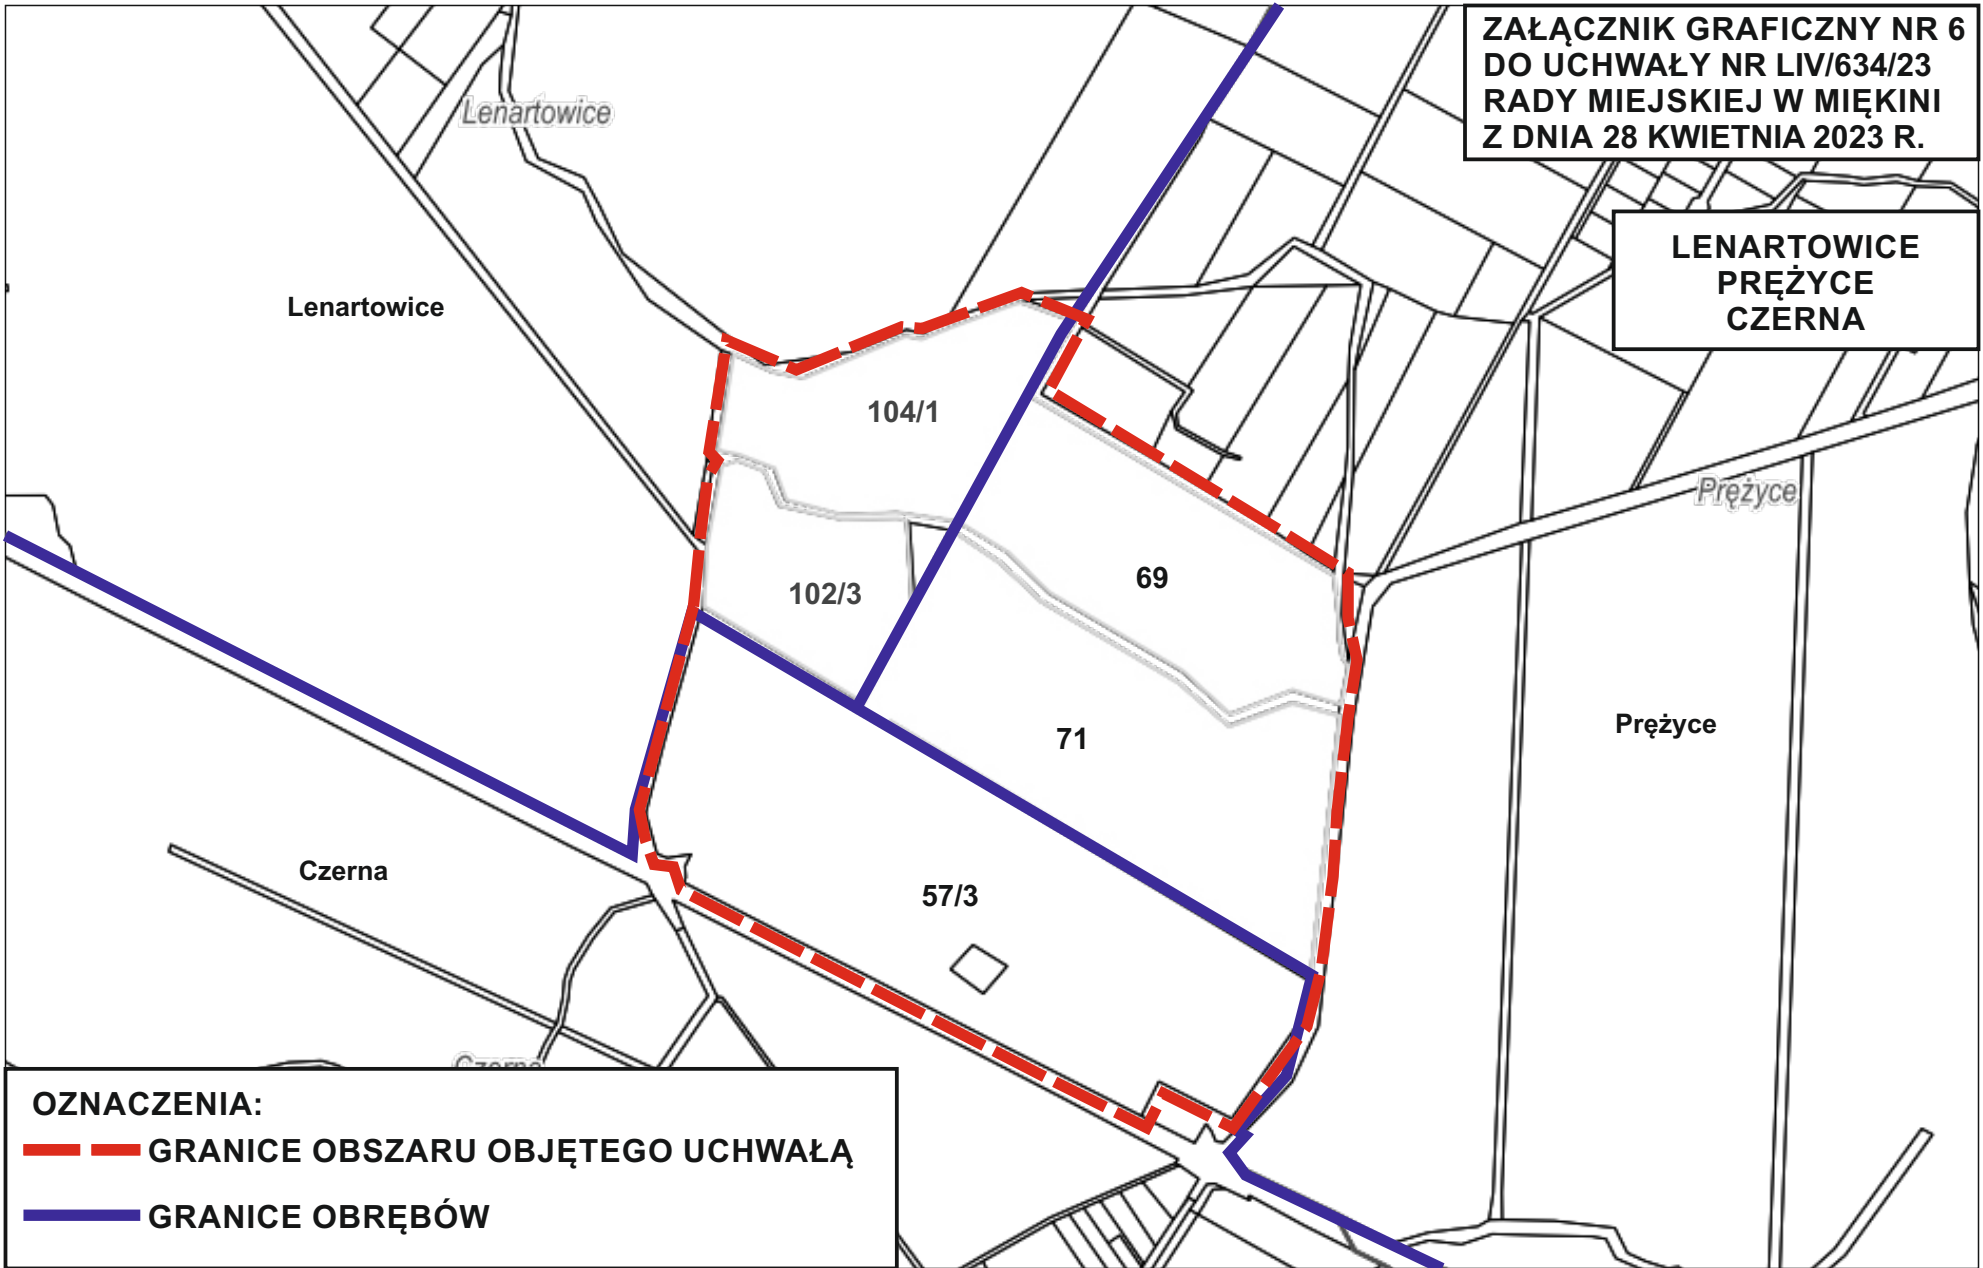 ZAŁĄCZNIK GRAFICZNY NR 6
DO UCHWAŁY NR LIV/634/23
RADY MIEJSKIEJ W MIĘKINI
Z DNIA 28 KWIETNIA 2023 R.
Lenartowice
LENARTOWICE
PRĘŻYCE
CZERNA
Lenartowice
104/1
Prężyce
69
102/3
Prężyce
71
Czerna
57/3
Czerna
OZNACZENIA:
GRANICE OBSZARU OBJĘTEGO UCHWAŁĄ
GRANICE OBRĘBÓW